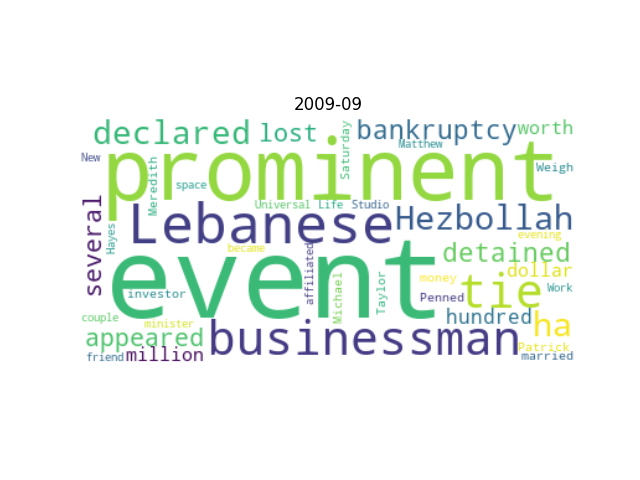 2009-09
declared lost Saturday bankruptcy worth
Matthew
New prominent Weigh
Meredith space
several Universal Life Studio
Lebanese Hezbollah
Hayes became affiliated evening
event detained
tie dollar
investor Michael Taylor money Work
Penned
couple minister hundred ha
appeared businessman Patrick
friend million married